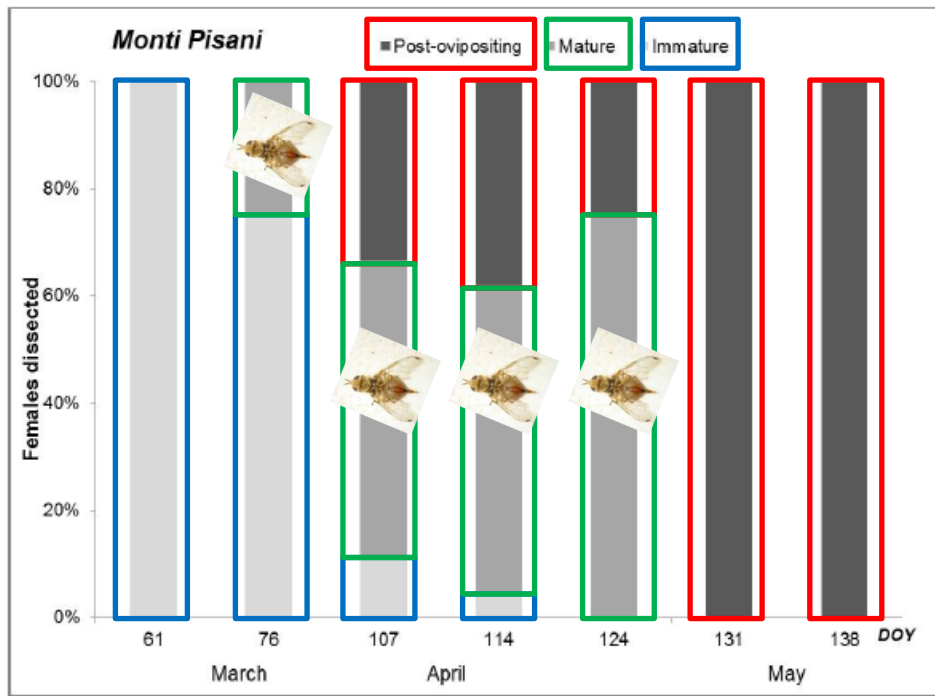 Monti Pisani
Post-ovipositing Mature Immature
100%
80%
60%
40%
20%
0%
Females dissected
61 76 107 114 124 131 138 DOY
March April May